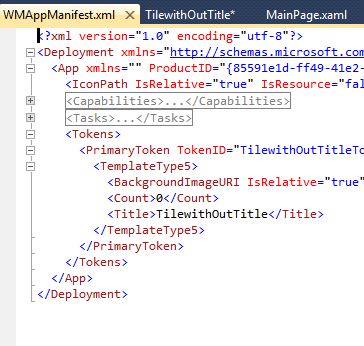 WMAppManifest.xml × TilewithOutTitle* MainPage.xaml
<?xml version="1.0" encoding="utf-8"?>
<Deployment xmlns="http://schemas.microsoft.com
<App xmlns="" ProductID="{85591e1d-ff49-41e2-
<IconPath IsRelative="true" IsResource="fal
<Capabilities>...</Capabilities>
<Tasks>...</Tasks>
<Tokens>
<PrimaryToken TokenID="TilewithOutTitleTo
<TemplateType5>
<BackgroundImageURI IsRelative="true"
<Count>0</Count>
<Title>TilewithOutTitle</Title>
</TemplateType5>
</PrimaryToken>
</Tokens>
</App>
</Deployment>